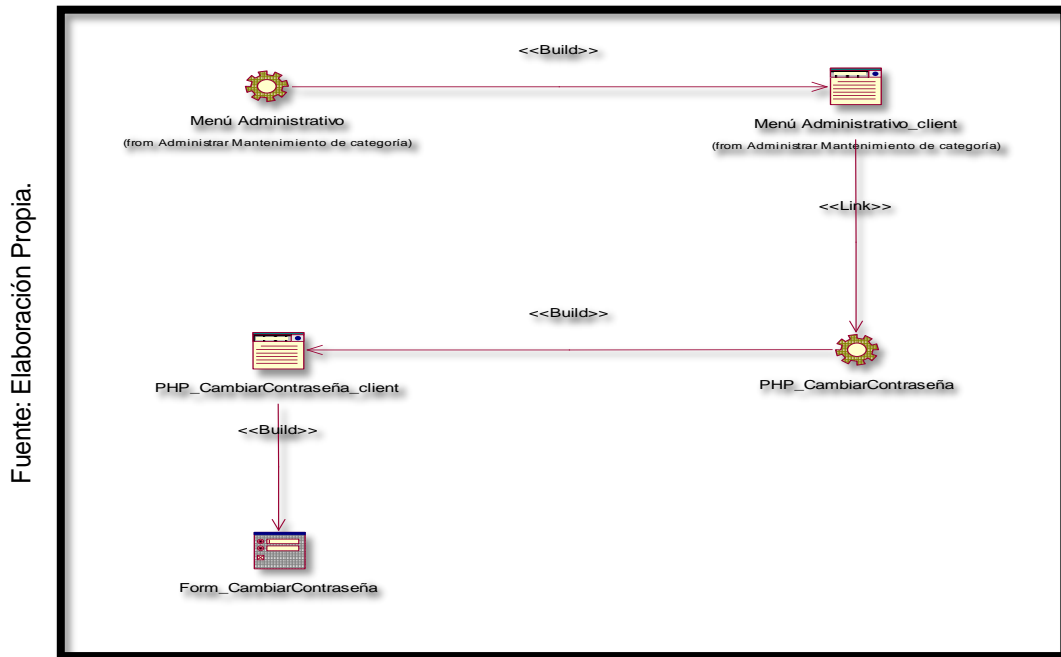 Fuente: Elaboración Propia.
<<Build>>
Menú Administrativo
(from Administrar Mantenimiento de categoría)
Menú Administrativo_client
(from Administrar Mantenimiento de categoría)
<<Link>>
<<Build>>
PHP_CambiarContraseña_client
PHP_CambiarContraseña
<<Build>>
Form_CambiarContraseña